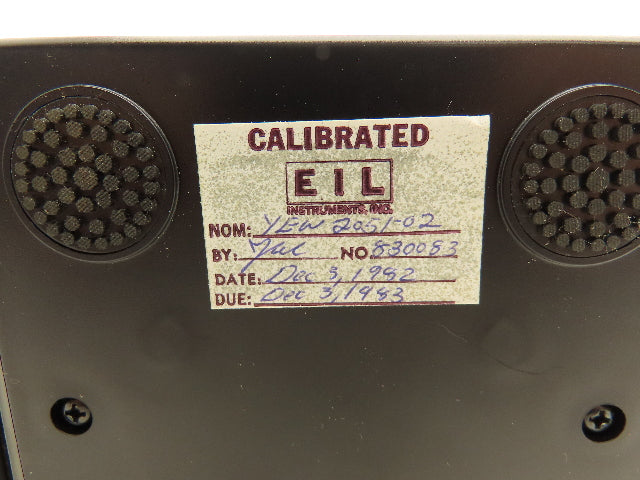 CALIBRATED
EIL
INSTRUMENTS, INC.
NOM: YEW 2051-02
BY: NO. 830083
DATE: Dec 3, 1982
DUE: Dec 3, 1983